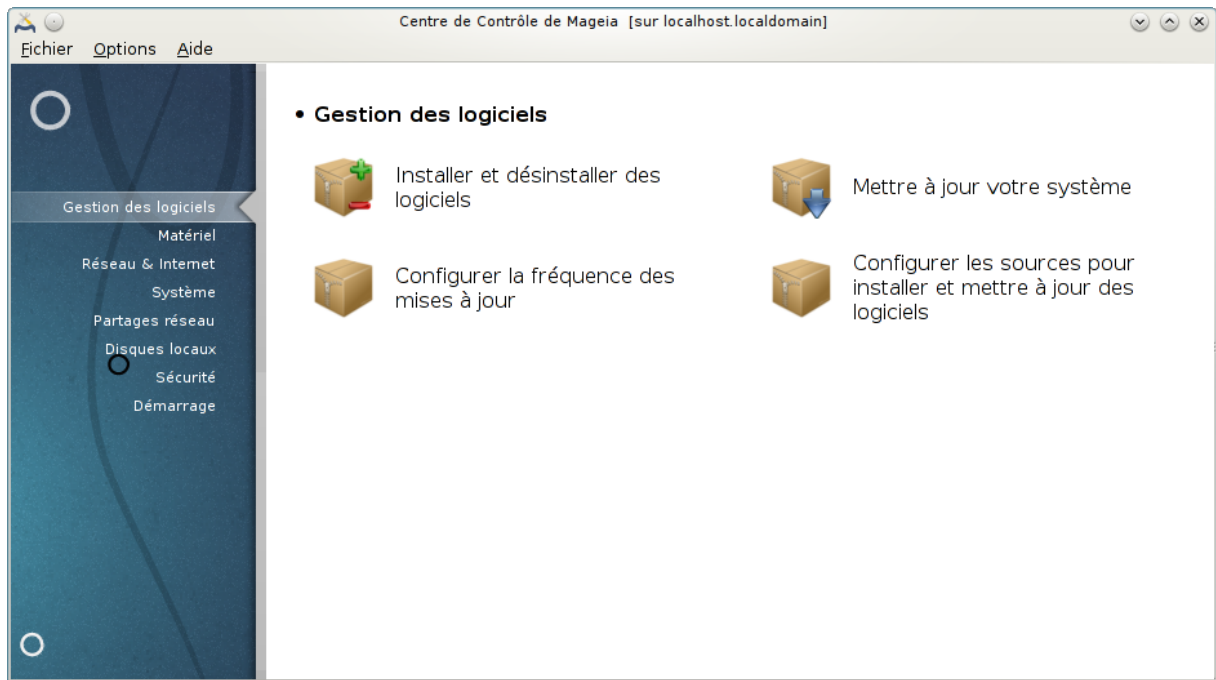 Centre de Contrôle de Mageia [sur localhost.localdomain]
Fichier Options Aide
Gestion des logiciels
Matériel
Réseau & Internet
Système
Partages réseau
Disques locaux
Sécurité
Démarrage
• Gestion des logiciels
Installer et désinstaller des
logiciels
Mettre à jour votre système
Configurer la fréquence des
mises à jour
Configurer les sources pour
installer et mettre à jour des
logiciels